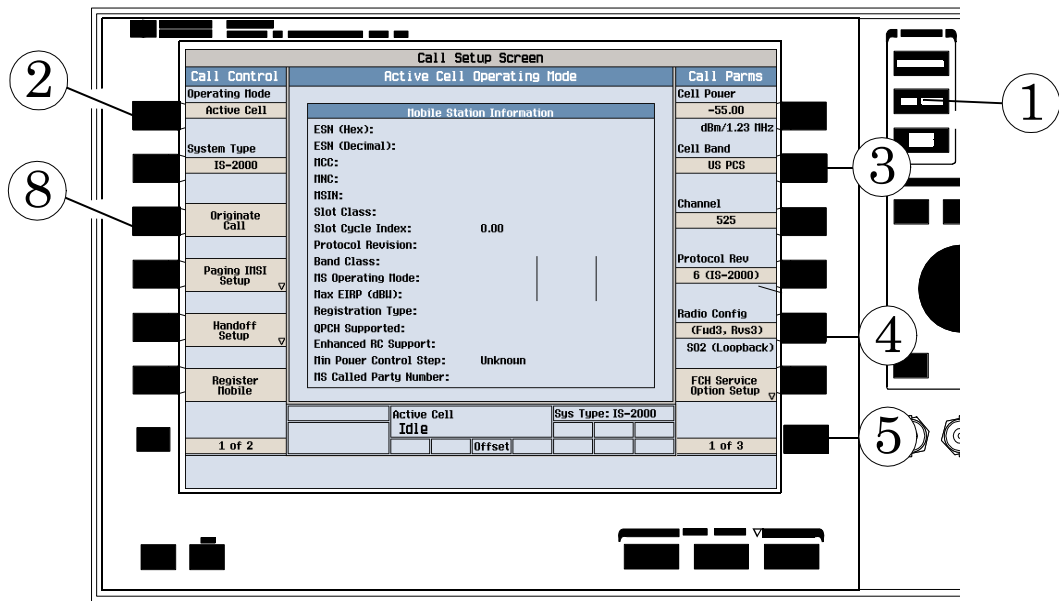 Call Setup Screen
Call Control
Active Cell Operating Mode
Call Parms
Operating Mode
Active Cell
System Type
IS-2000
Originate
Call
Paging IMSI
Setup
Handoff
Setup
Register
Mobile
1 of 2
Mobile Station Information
ESN (Hex):
ESN (Decimal):
MCC:
MNC:
MSIN:
Slot Class:
Slot Cycle Index: 0.00
Protocol Revision:
Band Class:
MS Operating Mode:
Max EIRP (dBW):
Registration Type:
QPCH Supported:
Enhanced RC Support:
Min Power Control Step: Unknown
MS Called Party Number:
Active Cell
Sys Type: IS-2000
Idle
Offset
Cell Power
-55.00
dBm/1.23 MHz
Cell Band
US PCS
Channel
525
Protocol Rev
6 (IS-2000)
Radio Config
(Fwd3, Rvs3)
SO2 (Loopback)
FCH Service
Option Setup
1 of 3
2
8
1
3
4
5